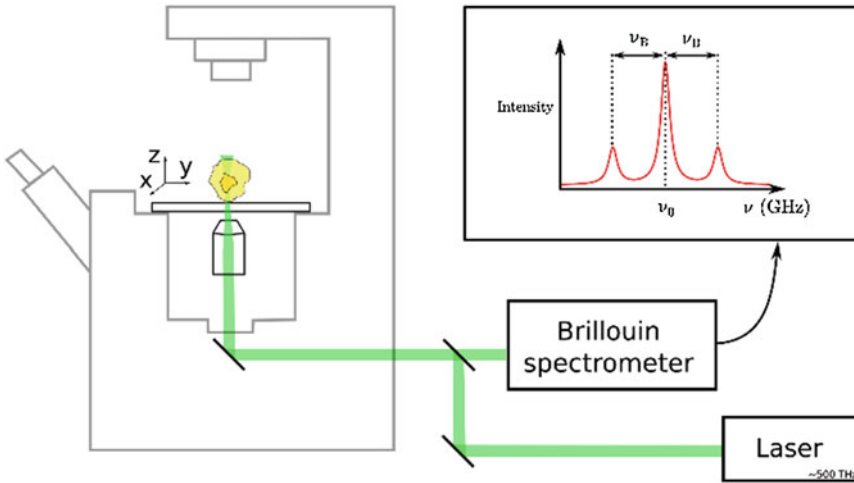 ν_B ν_B
Intensity
ν_0 ν (GHz)
z
y
x
Brillouin
spectrometer
Laser
~500 THz